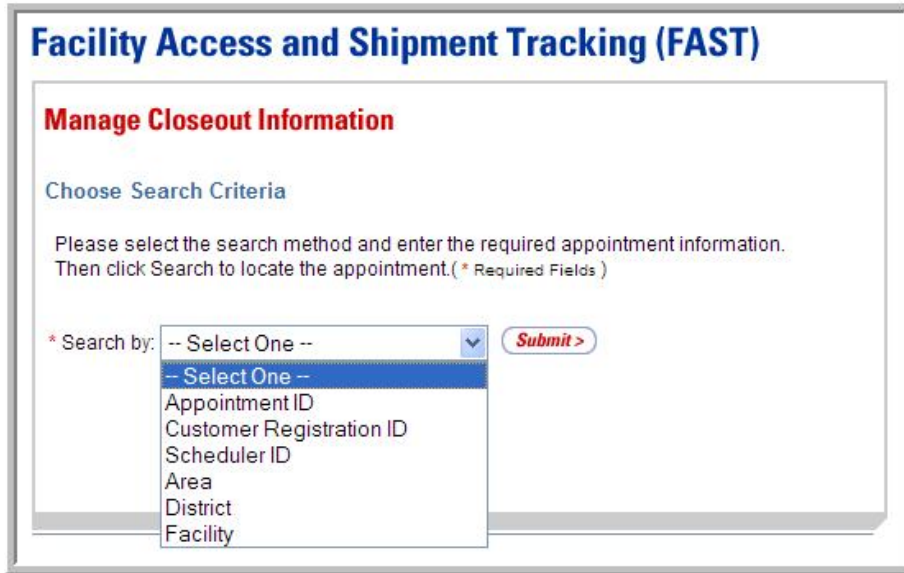 Facility Access and Shipment Tracking (FAST)
Manage Closeout Information
Choose Search Criteria
Please select the search method and enter the required appointment information.
Then click Search to locate the appointment.( * Required Fields )
* Search by: -- Select One -- Submit >
-- Select One --
Appointment ID
Customer Registration ID
Scheduler ID
Area
District
Facility